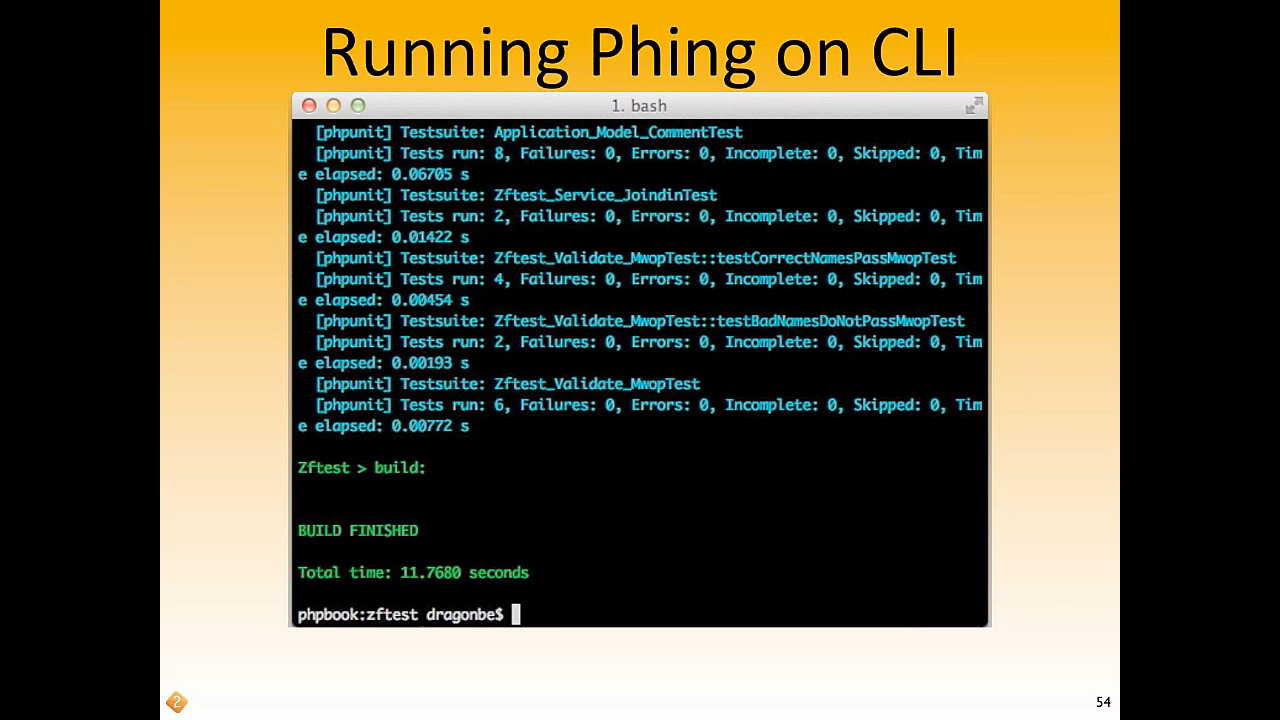 Running Phing on CLI
1. bash
[phpunit] Testsuite: Application_Model_CommentTest
[phpunit] Tests run: 8, Failures: 0, Errors: 0, Incomplete: 0, Skipped: 0, Tim
e elapsed: 0.06705 s
[phpunit] Testsuite: Zftest_Service_JoindinTest
[phpunit] Tests run: 2, Failures: 0, Errors: 0, Incomplete: 0, Skipped: 0, Tim
e elapsed: 0.01422 s
[phpunit] Testsuite: Zftest_Validate_MwopTest::testCorrectNamesPassMwopTest
[phpunit] Tests run: 4, Failures: 0, Errors: 0, Incomplete: 0, Skipped: 0, Tim
e elapsed: 0.00454 s
[phpunit] Testsuite: Zftest_Validate_MwopTest::testBadNamesDoNotPassMwopTest
[phpunit] Tests run: 2, Failures: 0, Errors: 0, Incomplete: 0, Skipped: 0, Tim
e elapsed: 0.00193 s
[phpunit] Testsuite: Zftest_Validate_MwopTest
[phpunit] Tests run: 6, Failures: 0, Errors: 0, Incomplete: 0, Skipped: 0, Tim
e elapsed: 0.00772 s
Zftest > build:
BUILD FINISHED
Total time: 11.7680 seconds
phpbook:zftest dragonbe$
2
54